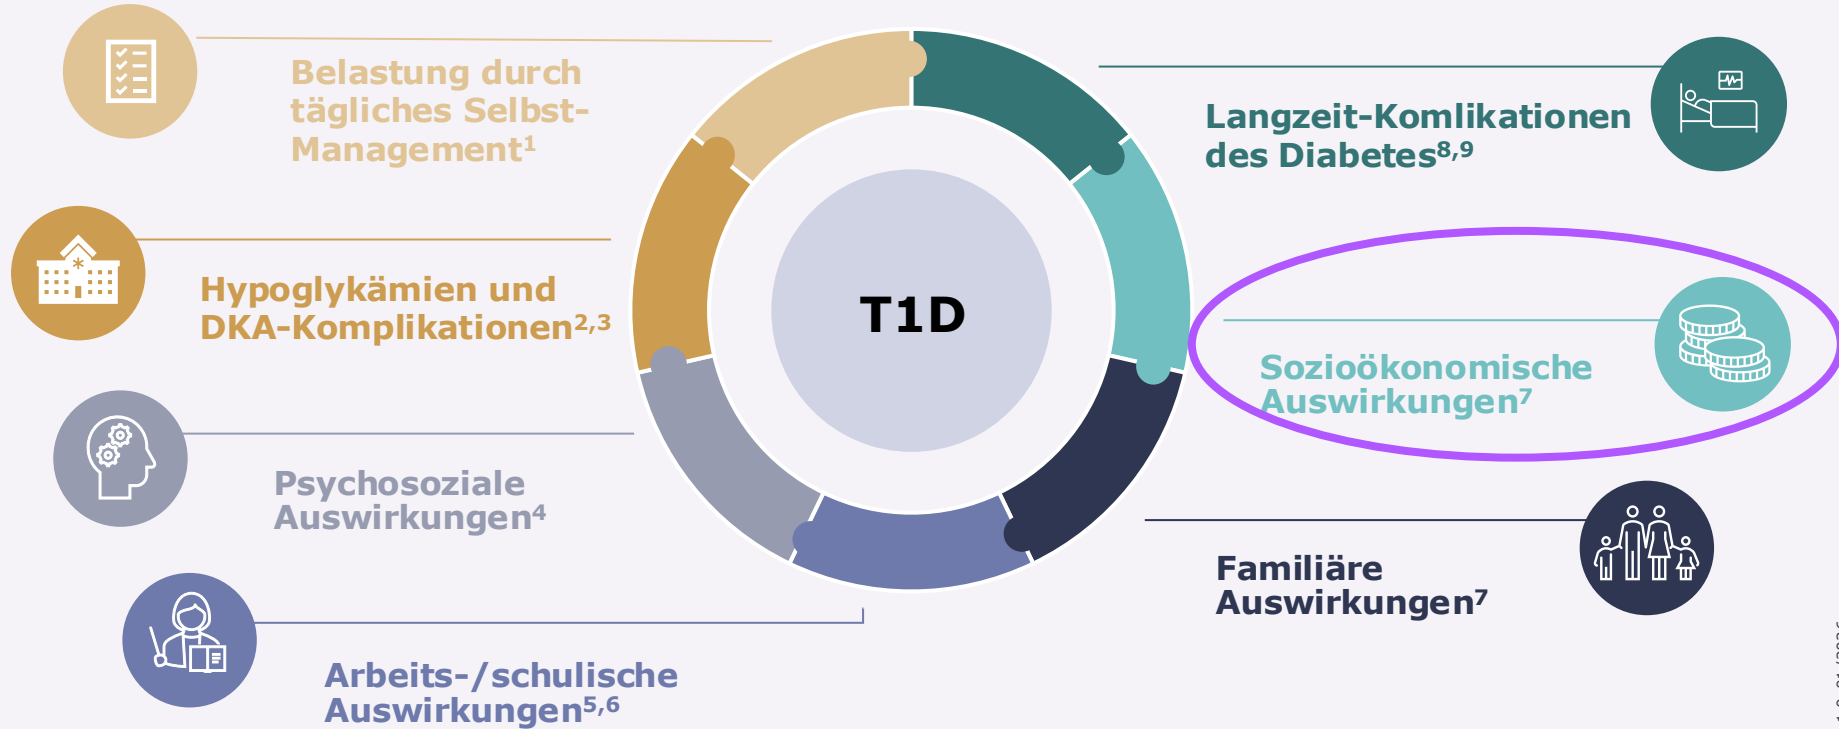 Belastung durch
tägliches Selbst-
Management¹
Hypoglykämien und
DKA-Komplikationen²,³
Psychosoziale
Auswirkungen⁴
Arbeits-/schulische
Auswirkungen⁵,⁶
T1D
Langzeit-Komlikationen
des Diabetes⁸,⁹
Sozioökonomische
Auswirkungen⁷
Familiäre
Auswirkungen⁷